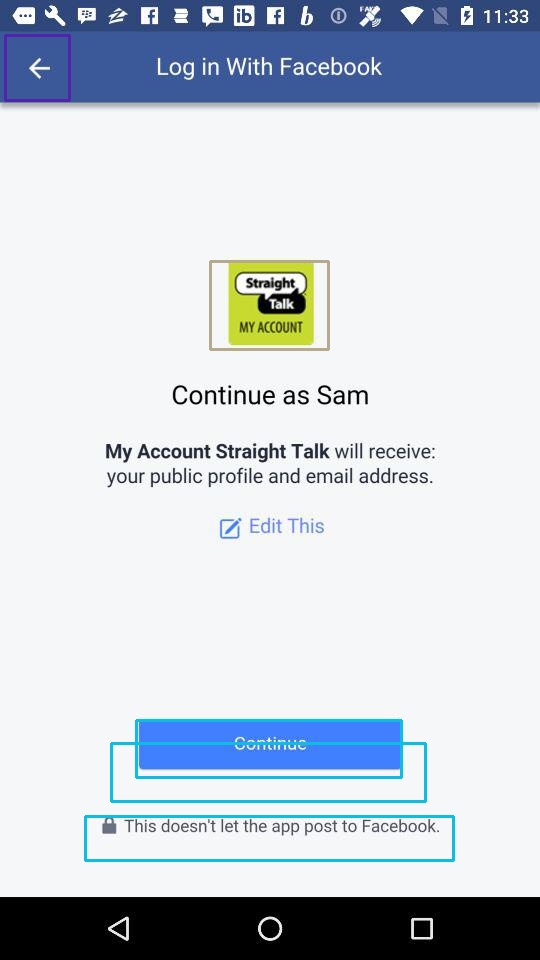 11:33
Log in With Facebook
Straight
Talk
MY ACCOUNT
Continue as Sam
My Account Straight Talk will receive:
your public profile and email address.
Edit This
Continue
This doesn't let the app post to Facebook.